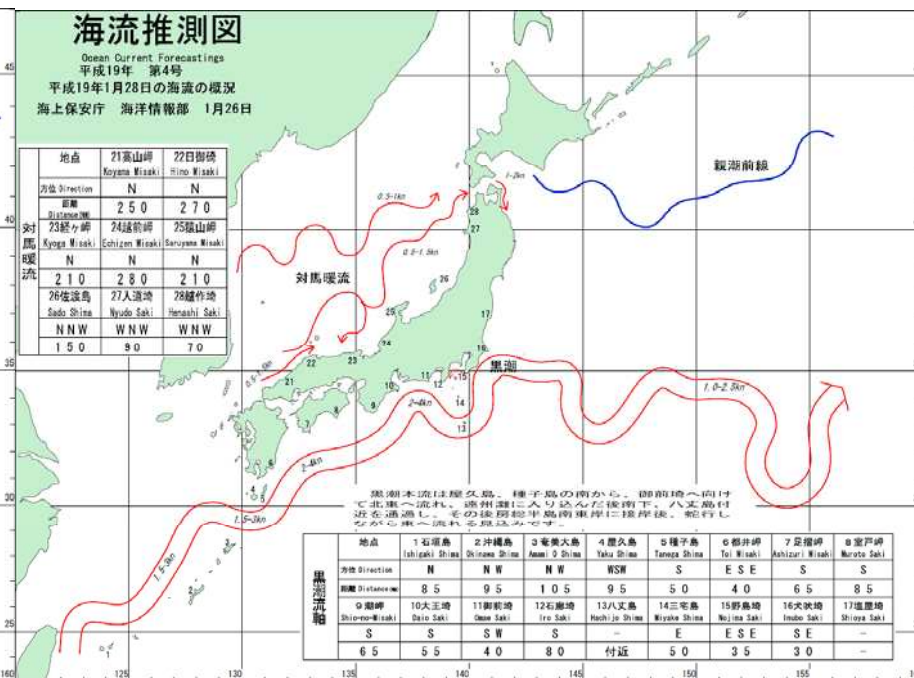 海流推測図
Ocean Current Forecastings
平成19年 第4号
平成19年1月28日の海流の概況
海上保安庁 海洋情報部 1月26日
対馬暖流
地点 21高山岬 22日御碕
Koyama Misaki Hino Misaki
方位 Direction N N
距離 Distance 250 270
23経ヶ岬 24越前岬 25猿山岬
Kyoga Misaki Echizen Misaki Saruyama Misaki
N N N
210 280 210
26佐渡島 27入道埼 28艫作埼
Sado Shima Nyudo Saki Henashi Saki
NNW WNW WNW
150 90 70
親潮前線
1-2kn
0.5-1kn
0.5-1.5kn
対馬暖流
0.5-1.5kn
黒潮
1.0-2.5kn
2-4kn
2-4kn
1.5-3kn
1.5-3kn
45
40
35
30
25
130
135
140
145
150
155
黒潮本流は屋久島、種子島の南から、御前埼へ向け
て北東へ流れ、遠州灘に入り込んだ後南下、八丈島付
近を通過し、その後房総半島南東岸に接岸後、蛇行し
ながら東へ流れる見込みです。
黒潮流軸
地点 1石垣島 2沖縄島 3奄美大島 4屋久島 5種子島 6都井岬 7足摺岬 8室戸岬
Ishigaki Shima Okinawa Shima Amami O Shima Yaku Shima Tanega Shima Toi Misaki Ashizuri Misaki Muroto Saki
方位 Direction N NW NW WSW S ESE S S
距離 Distance 85 95 105 95 50 40 65 85
9潮岬 10大王埼 11御前埼 12石廊埼 13八丈島 14三宅島 15野島埼 16犬吠埼 17塩屋埼
Shio-no-Misaki Daio Saki Omae Saki Iro Saki Hachijo Shima Miyake Shima Nojima Saki Inubo Saki Shioya Saki
S S SW S - E ESE SE -
65 55 40 80 付近 50 35 30 -